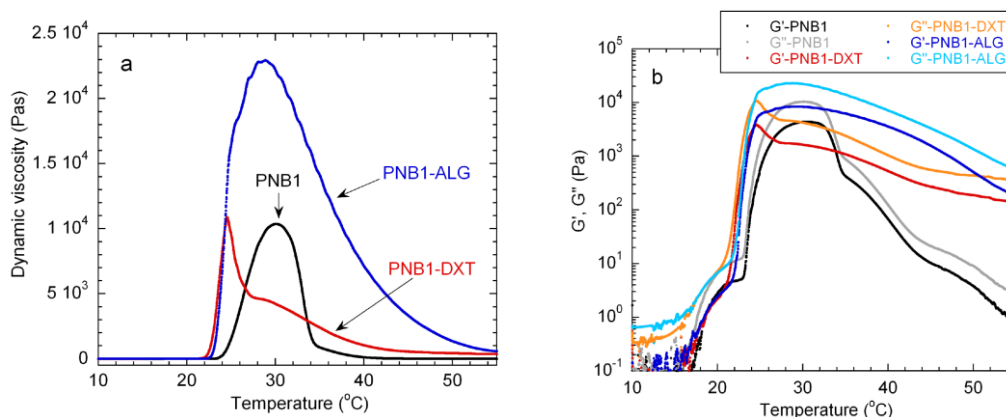 a
Dynamic viscosity (Pas)
2.5 10⁴
2 10⁴
1.5 10⁴
1 10⁴
5 10³
0
10 20 30 40 50
Temperature (°C)
PNB1
PNB1-ALG
PNB1-DXT
G'-PNB1
G''-PNB1
G'-PNB1-DXT
G''-PNB1-DXT
G'-PNB1-ALG
G''-PNB1-ALG
b
G', G'' (Pa)
10⁵
10⁴
10³
10²
10¹
10⁰
10⁻¹
10 20 30 40 50
Temperature (°C)